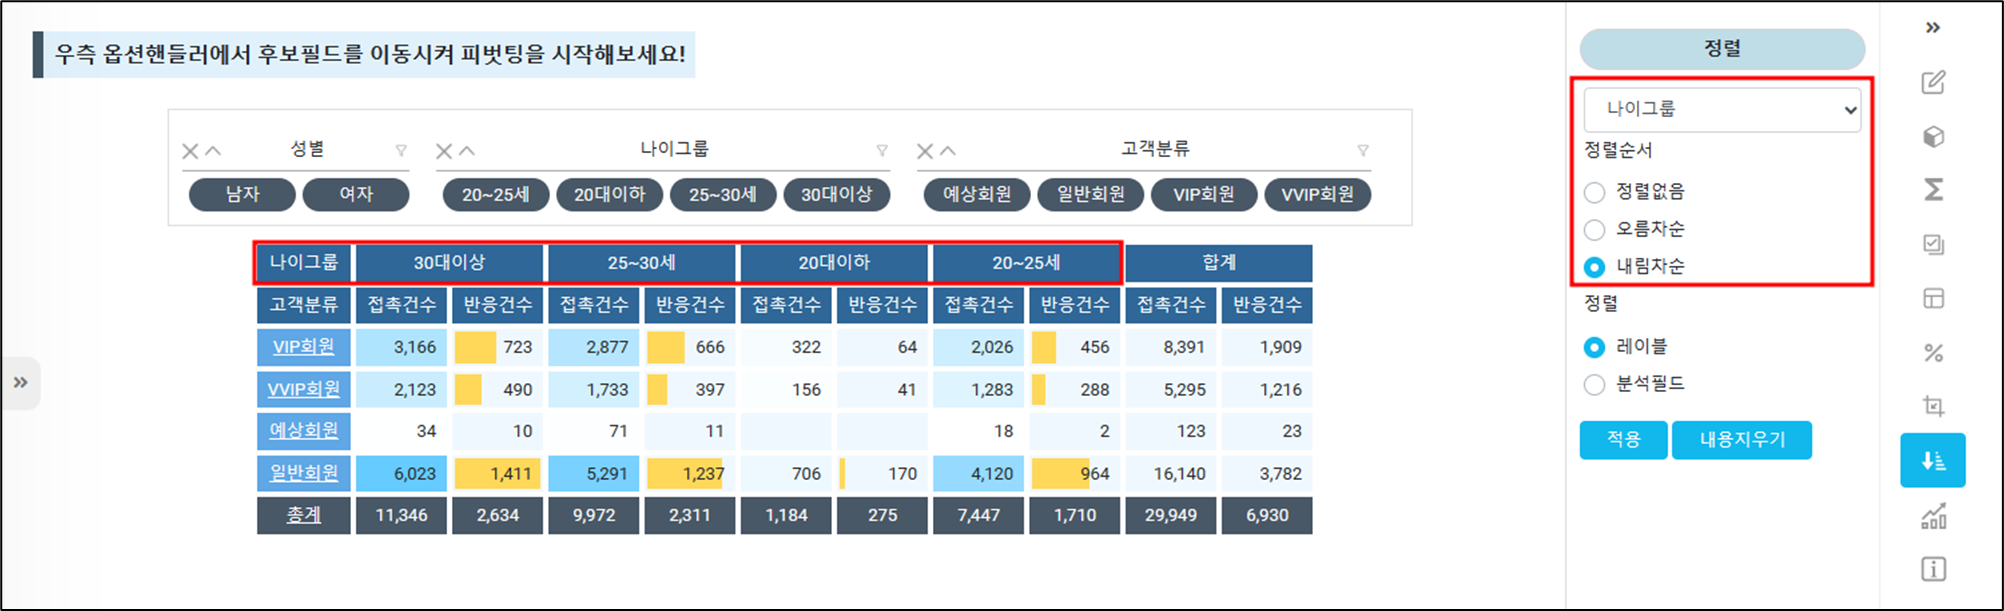 우측 옵션핸들러에서 후보필드를 이동시켜 피벗팅을 시작해보세요!
성별
남자 여자
나이그룹
20~25세 20대이하 25~30세 30대이상
고객분류
예상회원 일반회원 VIP회원 VVIP회원
나이그룹 30대이상 25~30세 20대이하 20~25세 합계
고객분류 접촉건수 반응건수 접촉건수 반응건수 접촉건수 반응건수 접촉건수 반응건수 접촉건수 반응건수
VIP회원 3,166 723 2,877 666 322 64 2,026 456 8,391 1,909
VVIP회원 2,123 490 1,733 397 156 41 1,283 288 5,295 1,216
예상회원 34 10 71 11 18 2 123 23
일반회원 6,023 1,411 5,291 1,237 706 170 4,120 964 16,140 3,782
총계 11,346 2,634 9,972 2,311 1,184 275 7,447 1,710 29,949 6,930
정렬
나이그룹
정렬순서
정렬없음
오름차순
내림차순
정렬
레이블
분석필드
적용 내용지우기